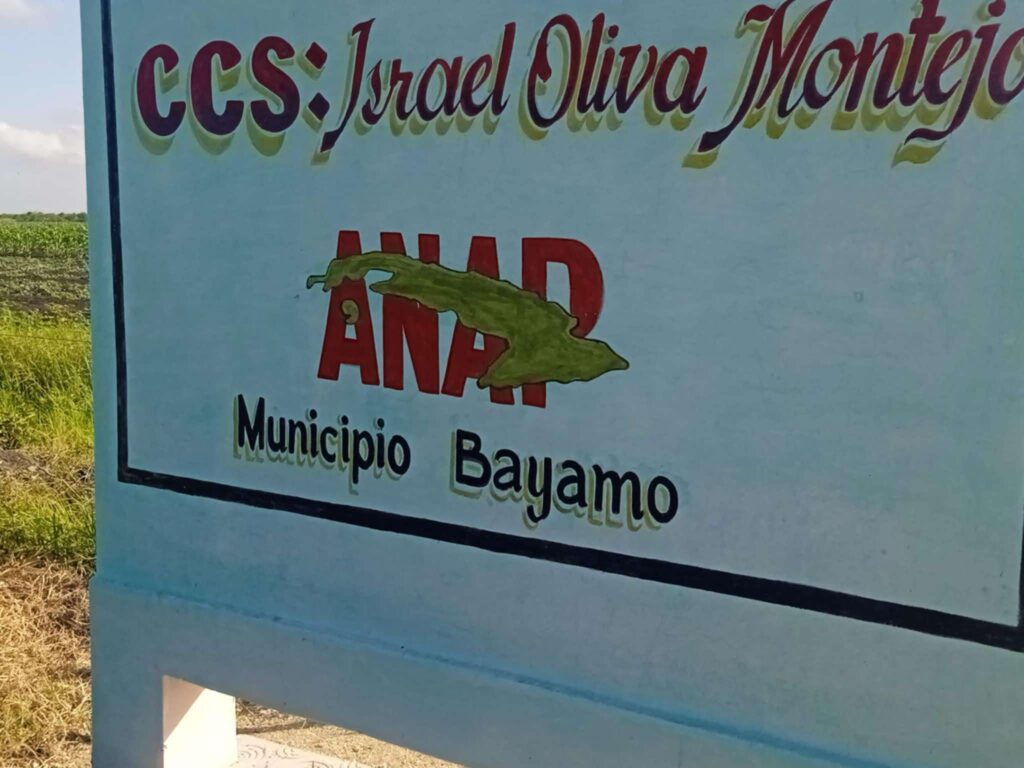 CCS: Israel Oliva Montejo
ANAP
Municipio Bayamo